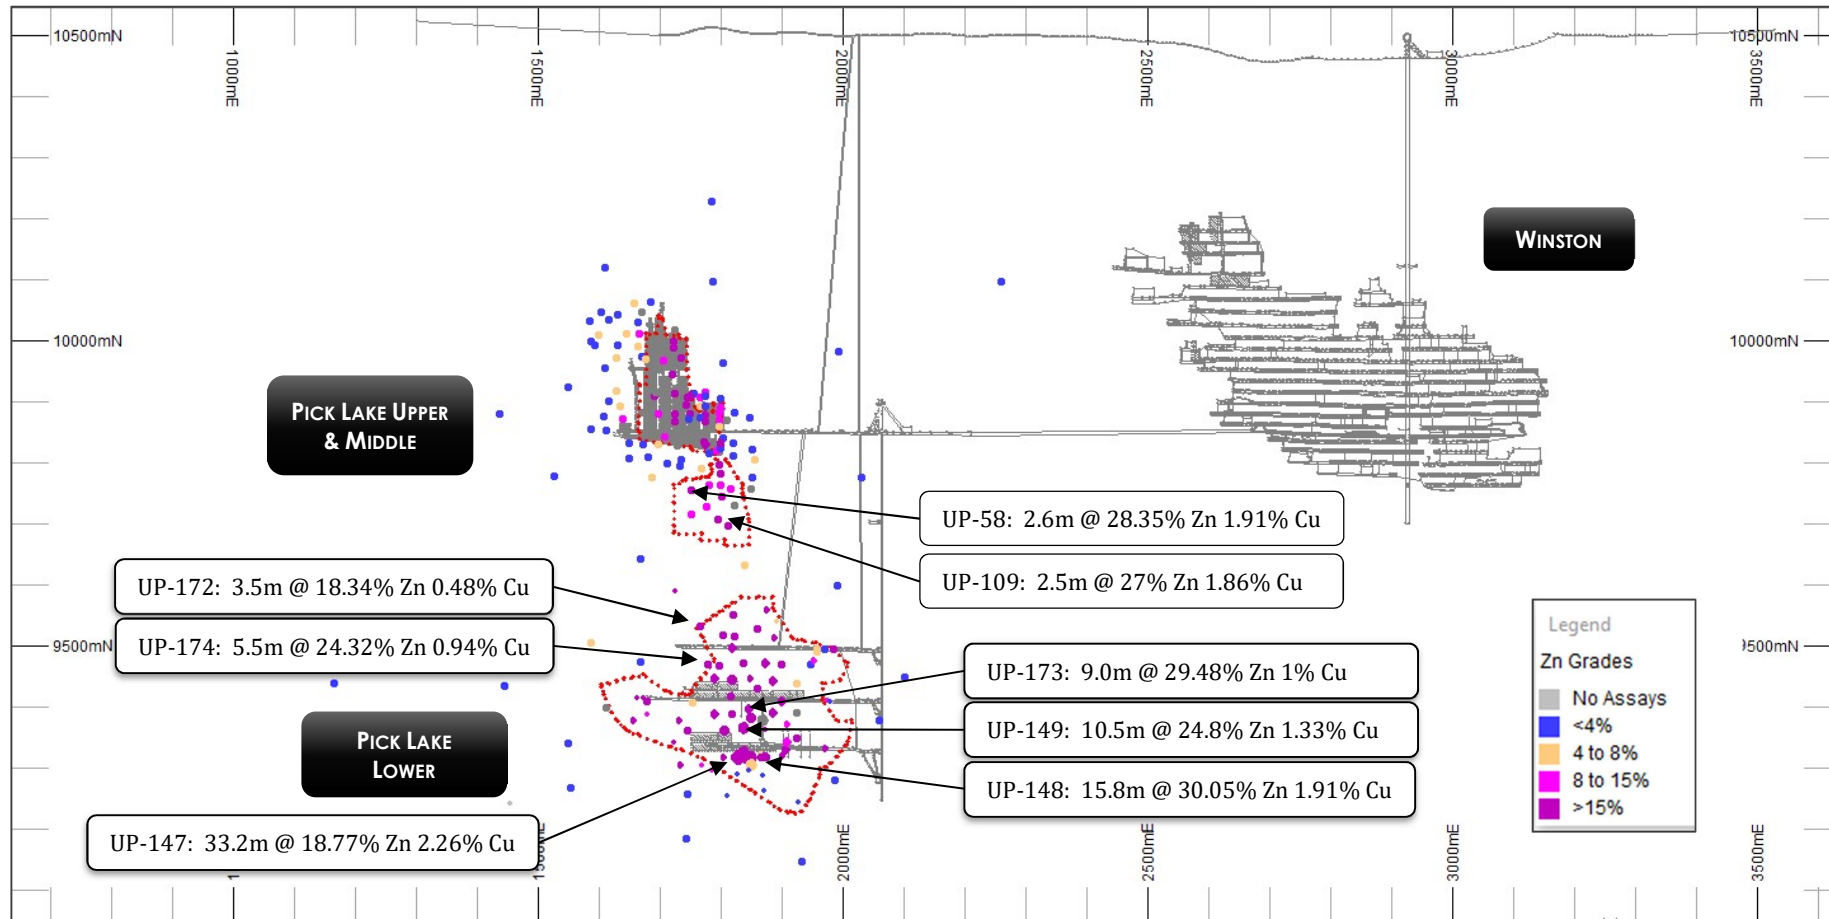 10500mN
10500mN
1000mE
1500mE
2000mE
2500mE
3000mE
3500mE
WINSTON
10000mN
10000mN
PICK LAKE UPPER
& MIDDLE
UP-58: 2.6m @ 28.35% Zn 1.91% Cu
UP-109: 2.5m @ 27% Zn 1.86% Cu
UP-172: 3.5m @ 18.34% Zn 0.48% Cu
UP-174: 5.5m @ 24.32% Zn 0.94% Cu
9500mN
9500mN
UP-173: 9.0m @ 29.48% Zn 1% Cu
UP-149: 10.5m @ 24.8% Zn 1.33% Cu
UP-148: 15.8m @ 30.05% Zn 1.91% Cu
PICK LAKE
LOWER
UP-147: 33.2m @ 18.77% Zn 2.26% Cu
Legend
Zn Grades
No Assays
<4%
4 to 8%
8 to 15%
>15%
1
1500mE
2000mE
2500mE
3000mE
3500mE